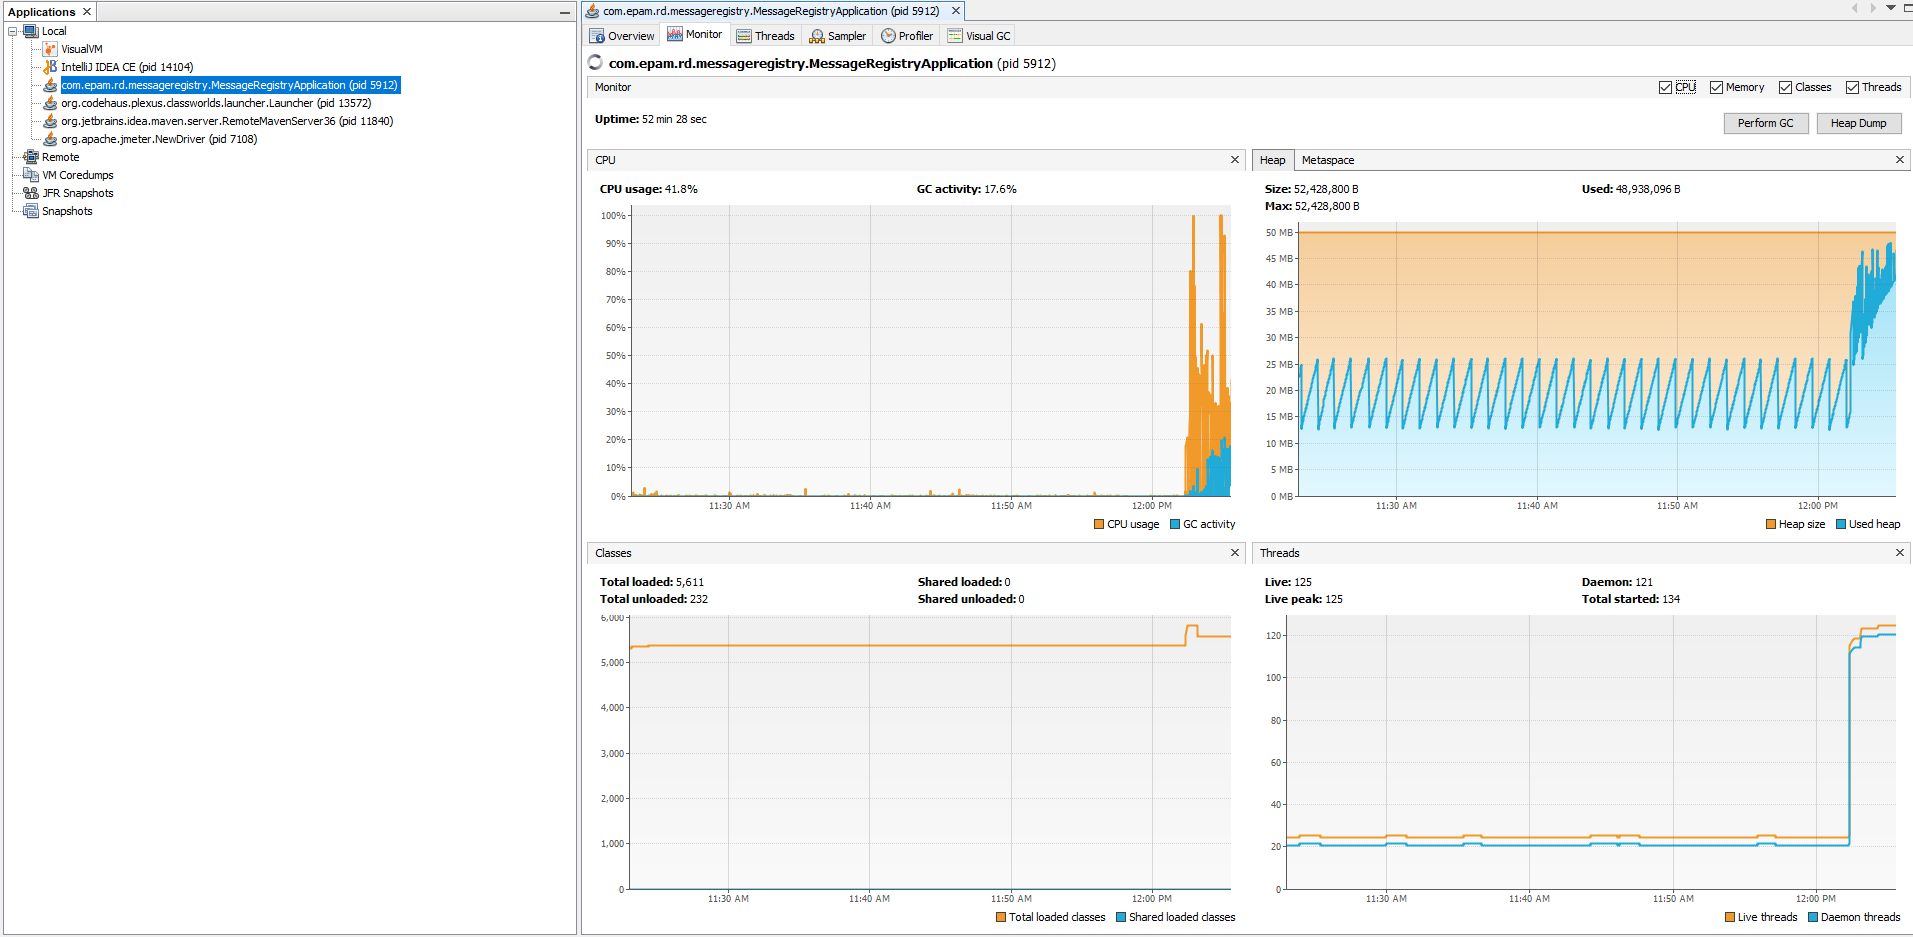 Applications
Local
VisualVM
IntelliJ IDEA CE (pid 14104)
com.epam.rd.messageregistry.MessageRegistryApplication (pid 5912)
org.codehaus.plexus.classworlds.launcher.Launcher (pid 13572)
org.jetbrains.idea.maven.server.RemoteMavenServer36 (pid 11840)
org.apache.jmeter.NewDriver (pid 7108)
Remote
VM Coredumps
JFR Snapshots
Snapshots
com.epam.rd.messageregistry.MessageRegistryApplication (pid 5912)
Overview Monitor Threads Sampler Profiler Visual GC
com.epam.rd.messageregistry.MessageRegistryApplication (pid 5912)
Monitor CPU Memory Classes Threads
Uptime: 52 min 28 sec
Perform GC Heap Dump
CPU
CPU usage: 41.8% GC activity: 17.6%
100%
90%
80%
70%
60%
50%
40%
30%
20%
10%
0%
11:30 AM 11:40 AM 11:50 AM 12:00 PM
CPU usage GC activity
Heap Metaspace
Size: 52,428,800 B Used: 48,938,096 B
Max: 52,428,800 B
50 MB
45 MB
40 MB
35 MB
30 MB
25 MB
20 MB
15 MB
10 MB
5 MB
0 MB
11:30 AM 11:40 AM 11:50 AM 12:00 PM
Heap size Used heap
Classes
Total loaded: 5,611 Shared loaded: 0
Total unloaded: 232 Shared unloaded: 0
6,000
5,000
4,000
3,000
2,000
1,000
0
11:30 AM 11:40 AM 11:50 AM 12:00 PM
Total loaded classes Shared loaded classes
Threads
Live: 125 Daemon: 121
Live peak: 125 Total started: 134
120
100
80
60
40
20
0
11:30 AM 11:40 AM 11:50 AM 12:00 PM
Live threads Daemon threads